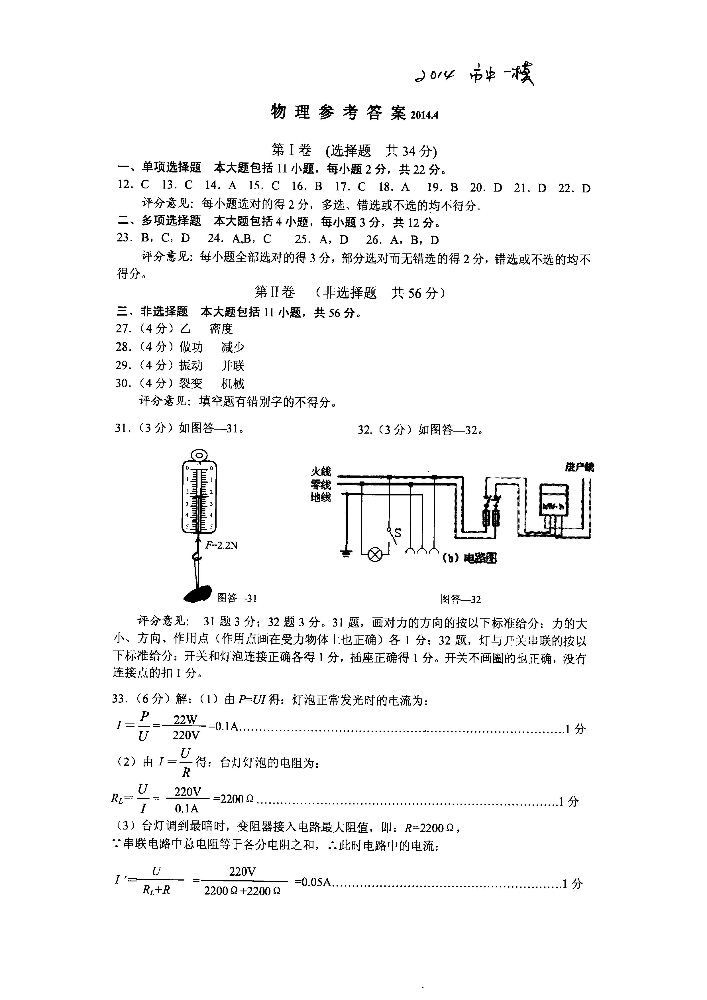 2014 市中一模
物 理 参 考 答 案 2014.4
第 I 卷 (选择题 共 34 分)
一、单项选择题 本大题包括 11 小题，每小题 2 分，共 22 分。
12. C 13. C 14. A 15. C 16. B 17. C 18. A 19. B 20. D 21. D 22. D
评分意见：每小题选对的得 2 分，多选、错选或不选的均不得分。
二、多项选择题 本大题包括 4 小题，每小题 3 分，共 12 分。
23. B，C，D 24. A,B，C 25. A，D 26. A，B，D
评分意见：每小题全部选对的得 3 分，部分选对而无错选的得 2 分，错选或不选的均不
得分。
第 II 卷 （非选择题 共 56 分）
三、非选择题 本大题包括 11 小题，共 56 分。
27.（4 分）乙 密度
28.（4 分）做功 减少
29.（4 分）振动 并联
30.（4 分）裂变 机械
评分意见：填空题有错别字的不得分。
31.（3 分）如图答—31。 32.（3 分）如图答—32。
N
0 0
1 1
2 2
3 3
4 4
5 5
F=2.2N
图答—31
火线
零线
地线
进户线
kW·h
S
（b）电路图
图答—32
评分意见： 31 题 3 分；32 题 3 分。31 题，画对力的方向的按以下标准给分：力的大
小、方向、作用点（作用点画在受力物体上也正确）各 1 分；32 题，灯与开关串联的按以
下标准给分：开关和灯泡连接正确各得 1 分，插座正确得 1 分。开关不画圈的也正确，没有
连接点的扣 1 分。
33.（6 分）解：（1）由 P=UI 得：灯泡正常发光时的电流为：
I = P/U = 22W/220V =0.1A……………………………………………………1 分
（2）由 I = U/R 得：台灯灯泡的电阻为：
R_L= U/I = 220V/0.1A =2200Ω……………………………………………………1 分
（3）台灯调到最暗时，变阻器接入电路最大阻值，即：R=2200Ω，
∵串联电路中总电阻等于各分电阻之和，∴此时电路中的电流：
I '= U/(R_L+R) = 220V/(2200Ω+2200Ω) =0.05A……………………………………1 分